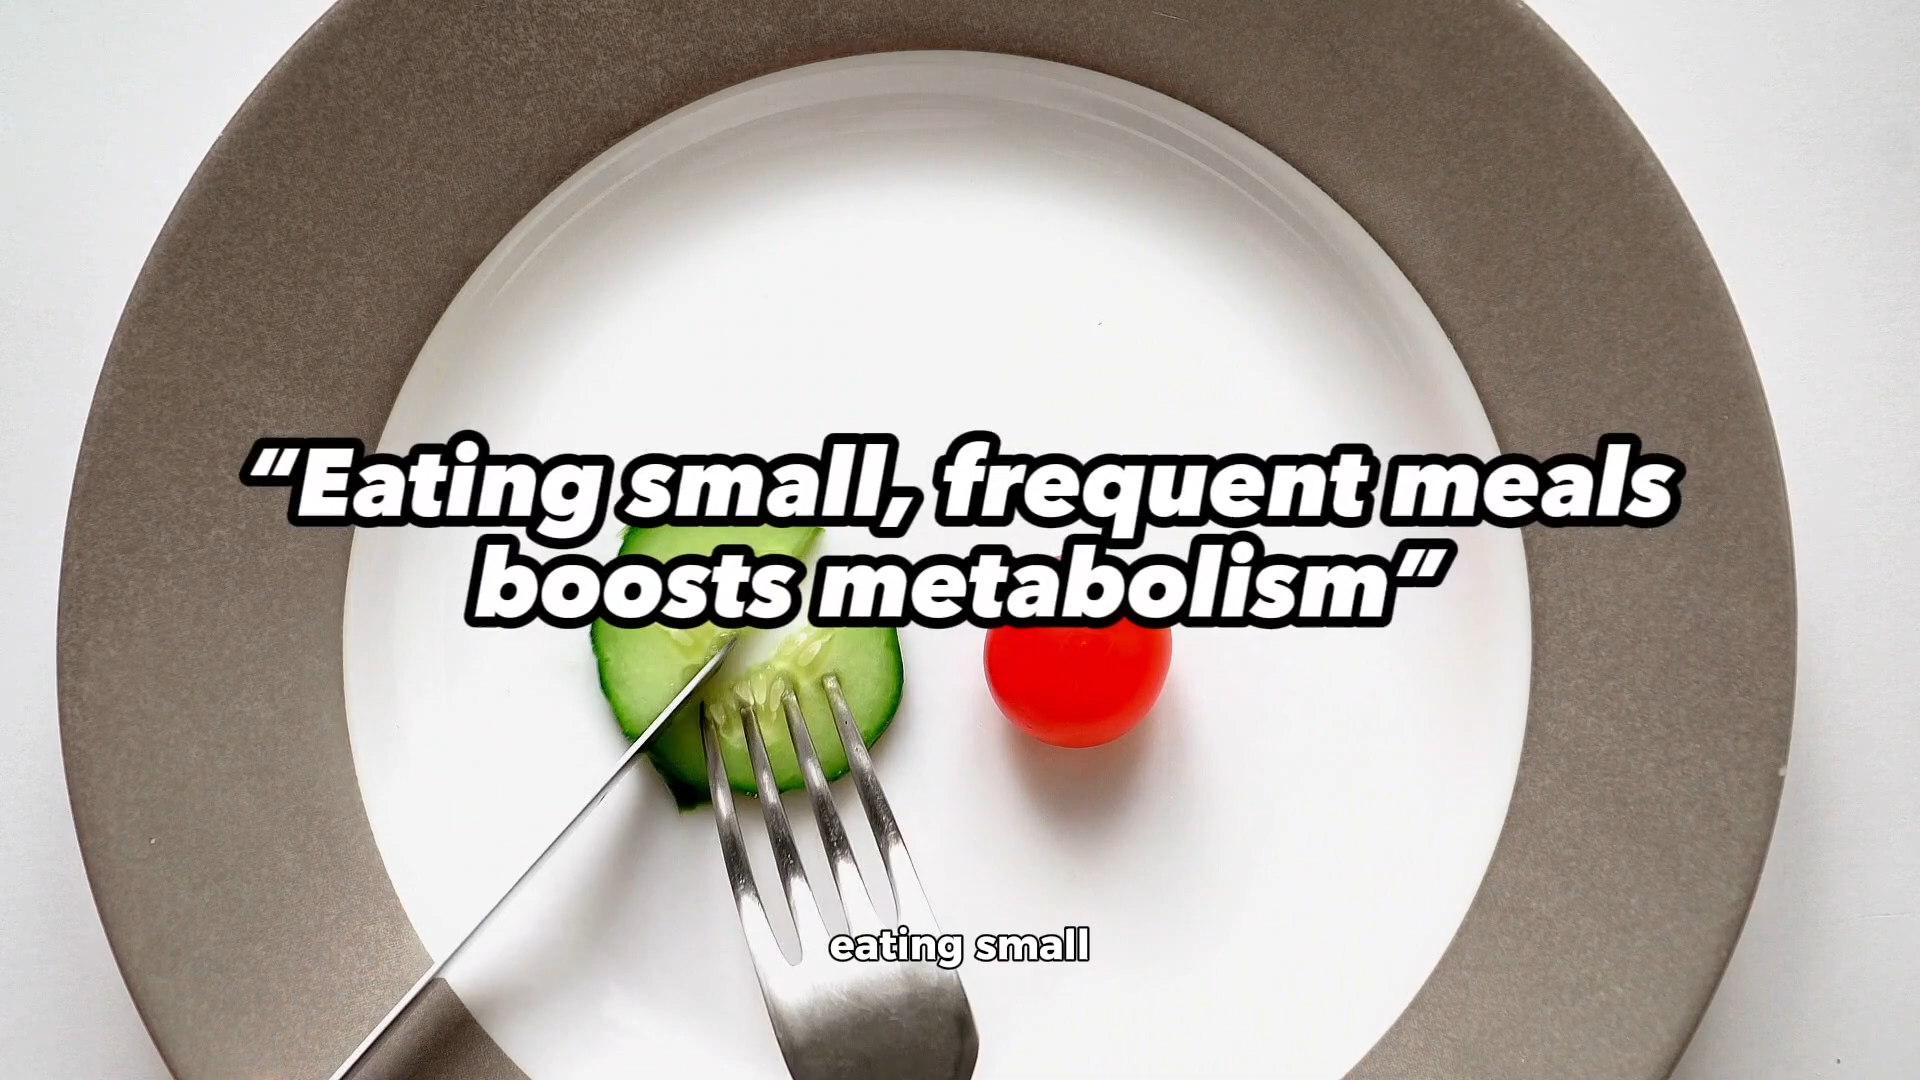 “Eating small, frequent meals
boosts metabolism”
eating small